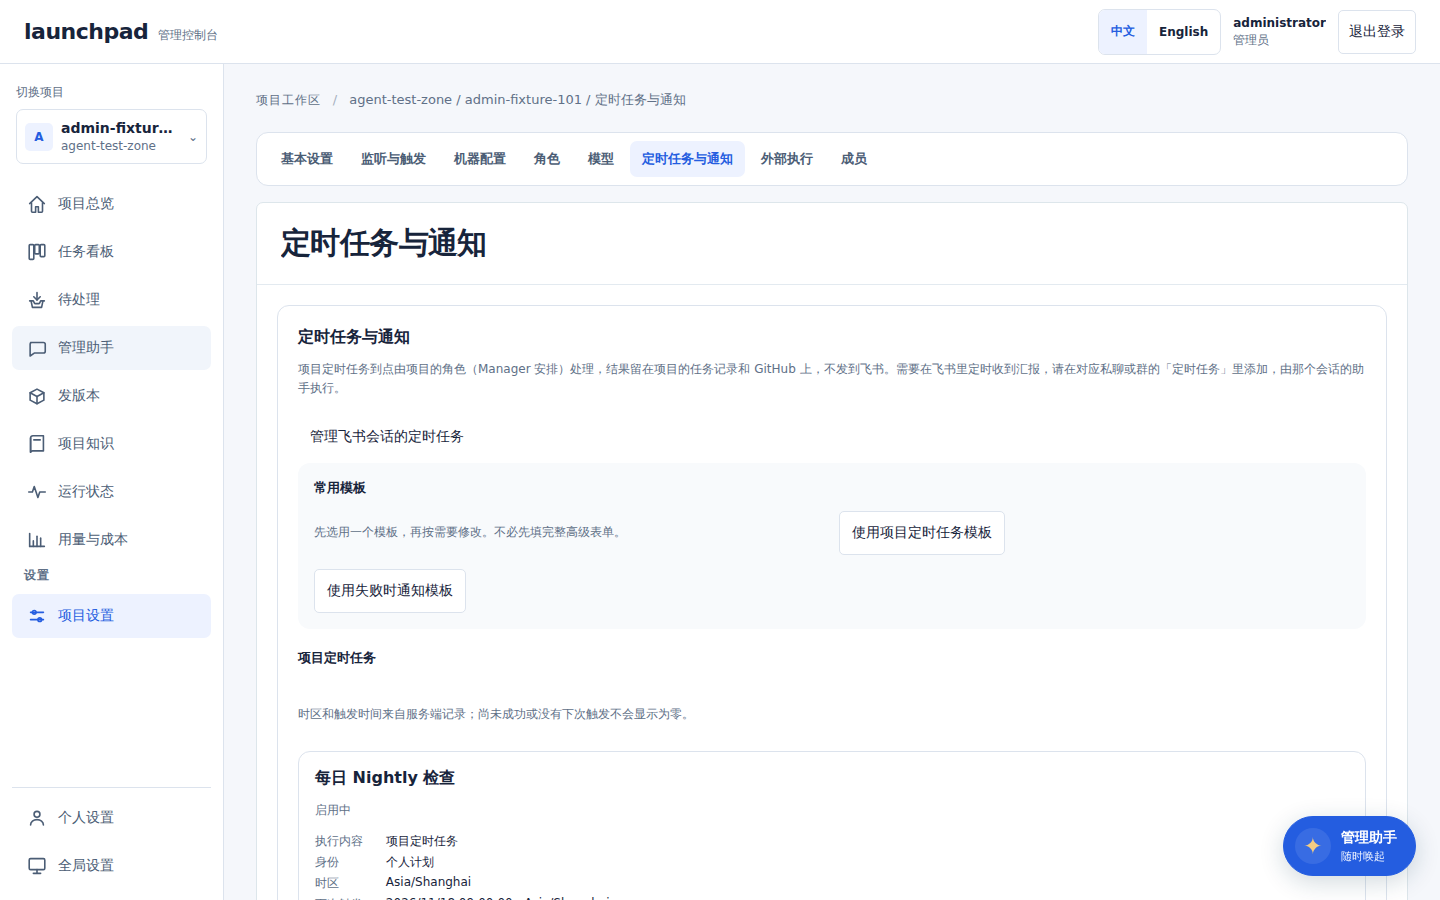 launchpad 管理控制台
中文 English
administrator
管理员
退出登录
切换项目
A
admin-fixtur...
agent-test-zone
项目总览
任务看板
待处理
管理助手
发版本
项目知识
运行状态
用量与成本
设置
项目设置
个人设置
全局设置
项目工作区 / agent-test-zone / admin-fixture-101 / 定时任务与通知
基本设置 监听与触发 机器配置 角色 模型 定时任务与通知 外部执行 成员
定时任务与通知
定时任务与通知
项目定时任务到点由项目的角色（Manager 安排）处理，结果留在项目的任务记录和 GitHub 上，不发到飞书。需要在飞书里定时收到汇报，请在对应私聊或群的「定时任务」里添加，由那个会话的助
手执行。
管理飞书会话的定时任务
常用模板
先选用一个模板，再按需要修改。不必先填完整高级表单。
使用项目定时任务模板
使用失败时通知模板
项目定时任务
时区和触发时间来自服务端记录；尚未成功或没有下次触发不会显示为零。
每日 Nightly 检查
启用中
执行内容 项目定时任务
身份 个人计划
时区 Asia/Shanghai
管理助手
随时唤起